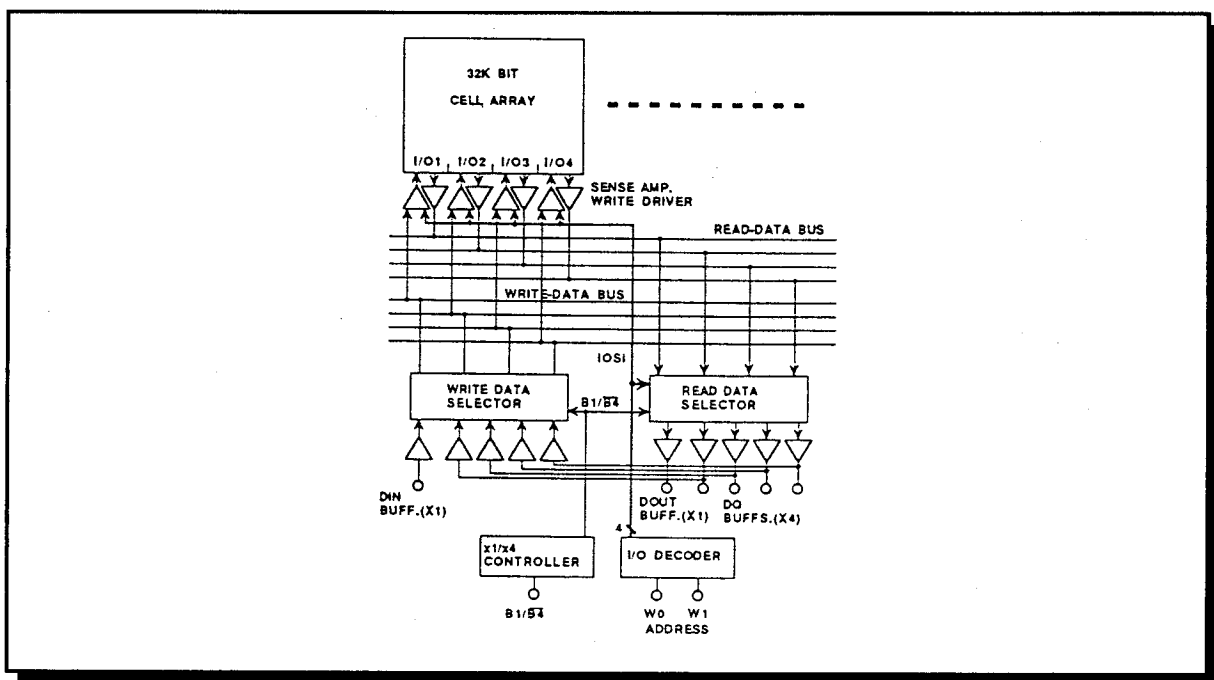 32K BIT
CELL ARRAY
I/O1 I/O2 I/O3 I/O4
SENSE AMP.
WRITE DRIVER
READ-DATA BUS
WRITE-DATA BUS
IOSI
WRITE DATA
SELECTOR
B1/B̅4̅
READ DATA
SELECTOR
DIN
BUFF.(X1)
DOUT
BUFF.(X1)
DQ
BUFFS.(X4)
4
x1/x4
CONTROLLER
I/O DECODER
B1/B̅4̅
W0 W1
ADDRESS